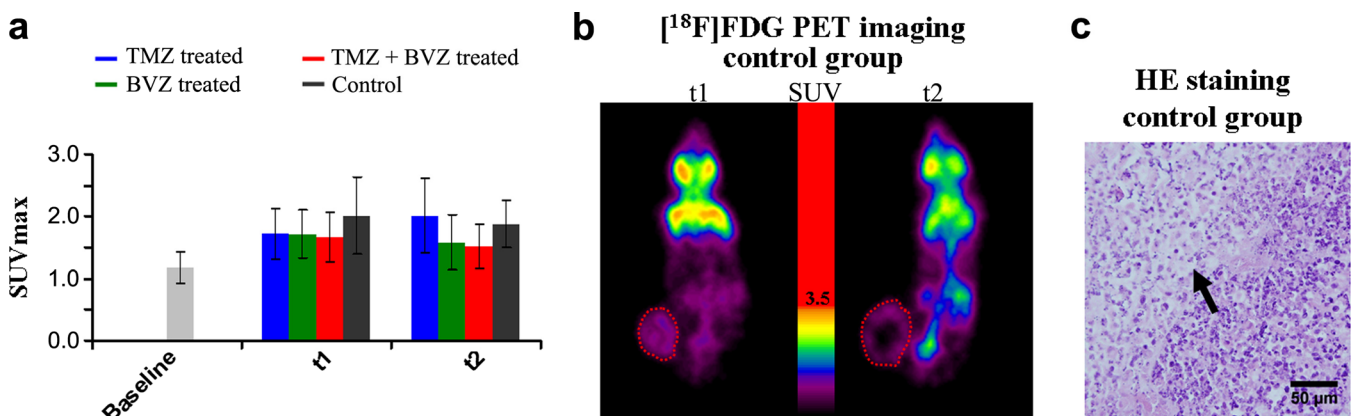 a
TMZ treated
TMZ + BVZ treated
BVZ treated
Control
SUVmax
3.0
2.0
1.0
0.0
Baseline
t1
t2
b
[¹⁸F]FDG PET imaging
control group
t1
SUV
t2
3.5
c
HE staining
control group
50 µm